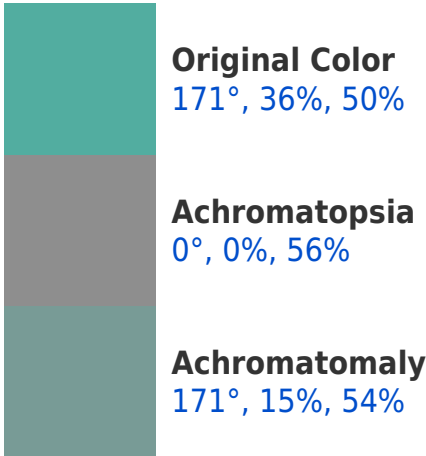 Original Color
171°, 36%, 50%
Achromatopsia
0°, 0%, 56%
Achromatomaly
171°, 15%, 54%